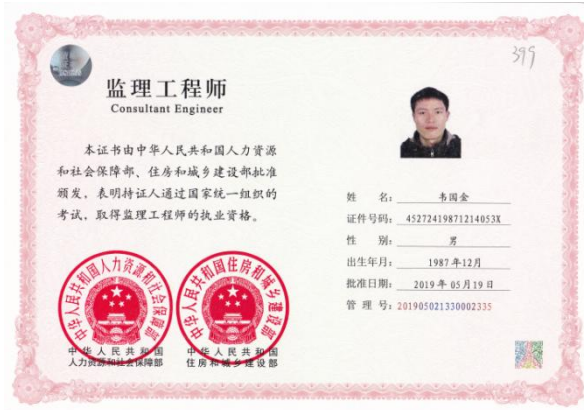 395
监理工程师
Consultant Engineer
本证书由中华人民共和国人力资源
和社会保障部、住房和城乡建设部批准
颁发，表明持证人通过国家统一组织的
考试，取得监理工程师的执业资格。
中华人民共和国人力资源和社会保障部
中华人民共和国住房和城乡建设部
中华人民共和国
人力资源和社会保障部
中华人民共和国
住房和城乡建设部
姓 名： 韦国金
证件号码： 45272419871214053X
性 别： 男
出生年月： 1987年12月
批准日期： 2019年05月19日
管 理 号： 201905021330002335